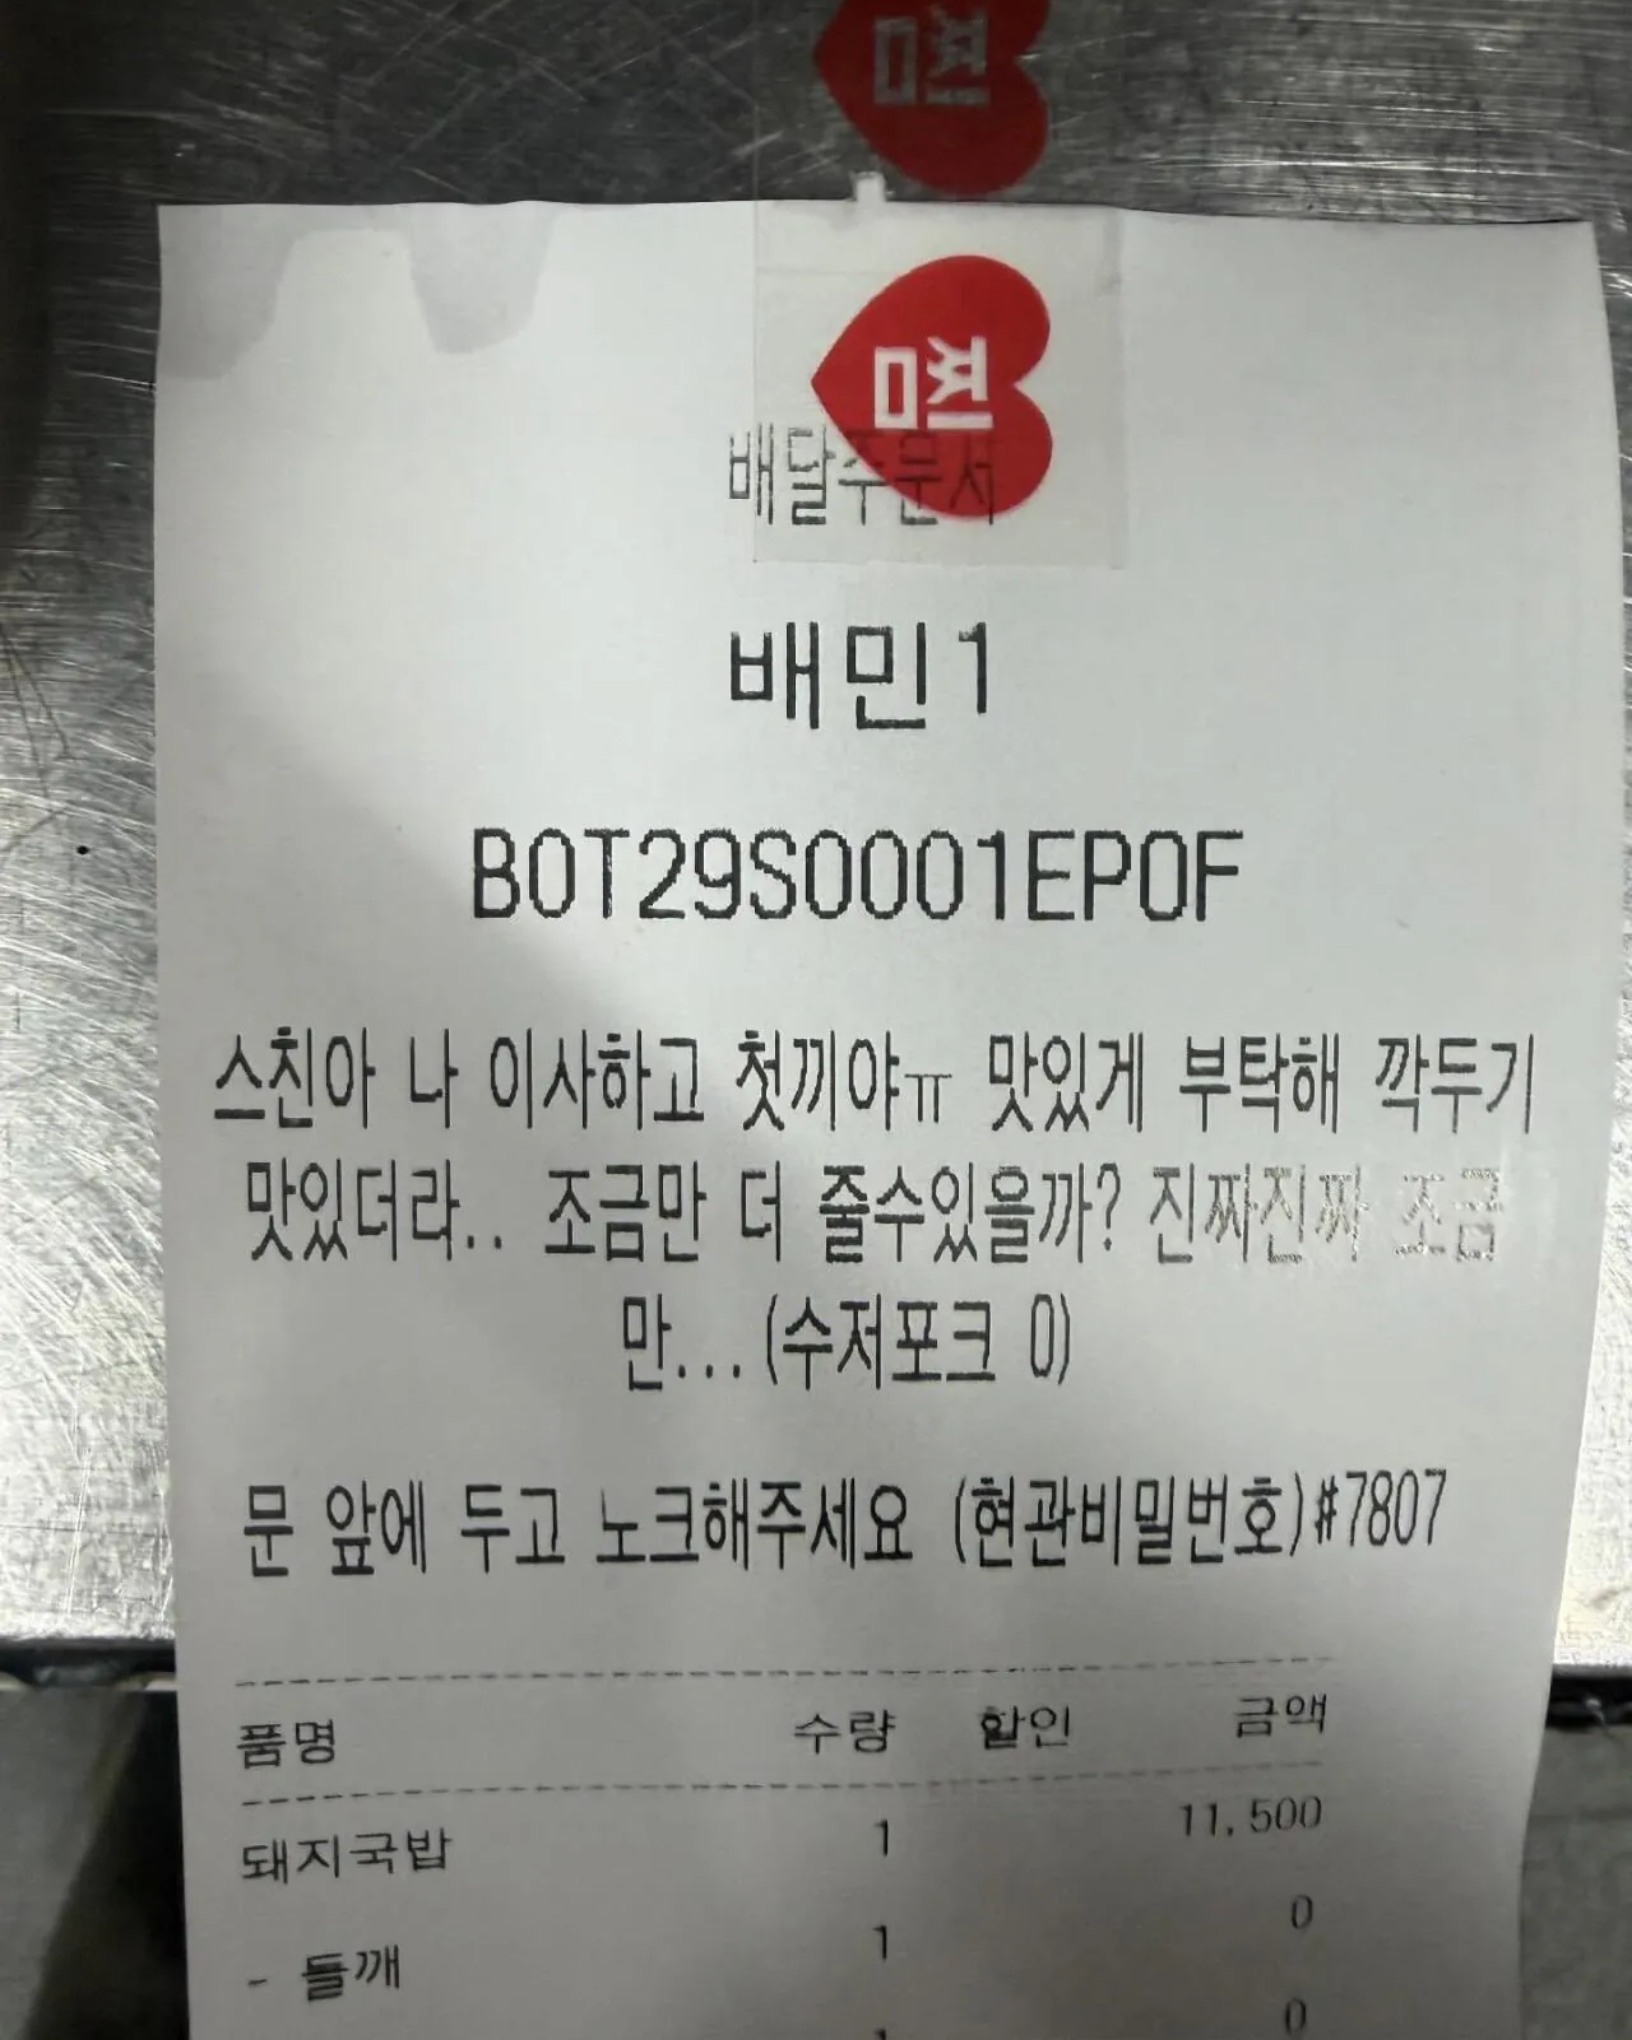 찜
찜
배달주문서
배민1
B0T29S0001EP0F
스친아 나 이사하고 첫끼야ㅠ 맛있게 부탁해 깍두기
맛있더라.. 조금만 더 줄수있을까? 진짜진짜 조금
만...(수저포크 0)
문 앞에 두고 노크해주세요 (현관비밀번호)#7807
품명 수량 할인 금액
돼지국밥 1 11,500
- 들깨 1 0
0